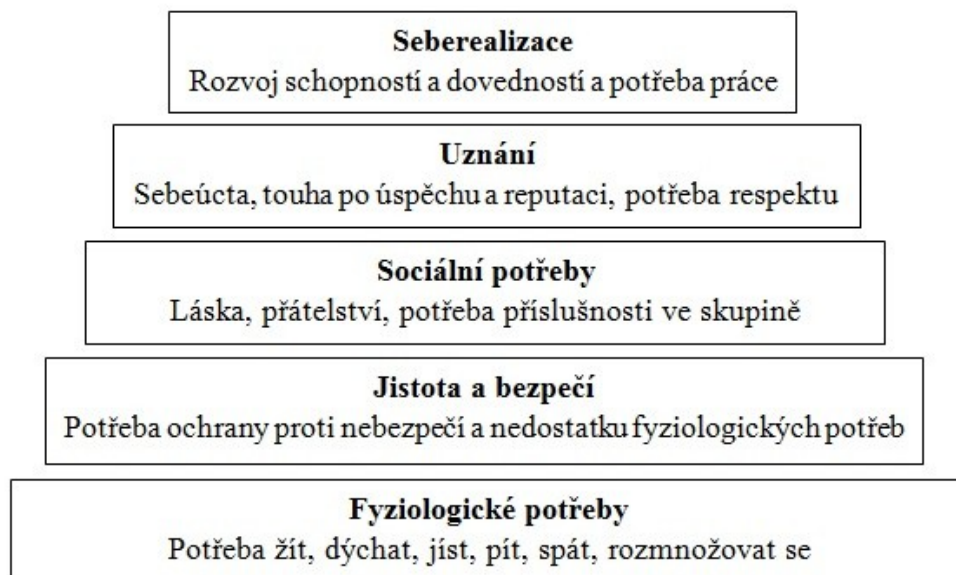 Seberealizace
Rozvoj schopností a dovedností a potřeba práce
Uznání
Sebeúcta, touha po úspěchu a reputaci, potřeba respektu
Sociální potřeby
Láska, přátelství, potřeba příslušnosti ve skupině
Jistota a bezpečí
Potřeba ochrany proti nebezpečí a nedostatku fyziologických potřeb
Fyziologické potřeby
Potřeba žít, dýchat, jíst, pít, spát, rozmnožovat se